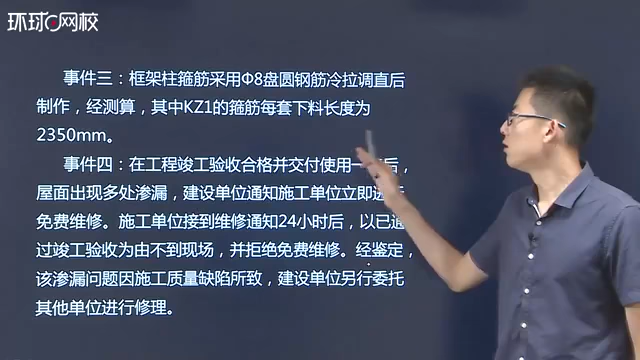 环球网校
事件三：框架柱箍筋采用Φ8盘圆钢筋冷拉调直后
制作，经测算，其中KZ1的箍筋每套下料长度为
2350mm。
事件四：在工程竣工验收合格并交付使用一后，
屋面出现多处渗漏，建设单位通知施工单位立即进
免费维修。施工单位接到维修通知24小时后，以已通
过竣工验收为由不到现场，并拒绝免费维修。经鉴定，
该渗漏问题因施工质量缺陷所致，建设单位另行委托
其他单位进行修理。